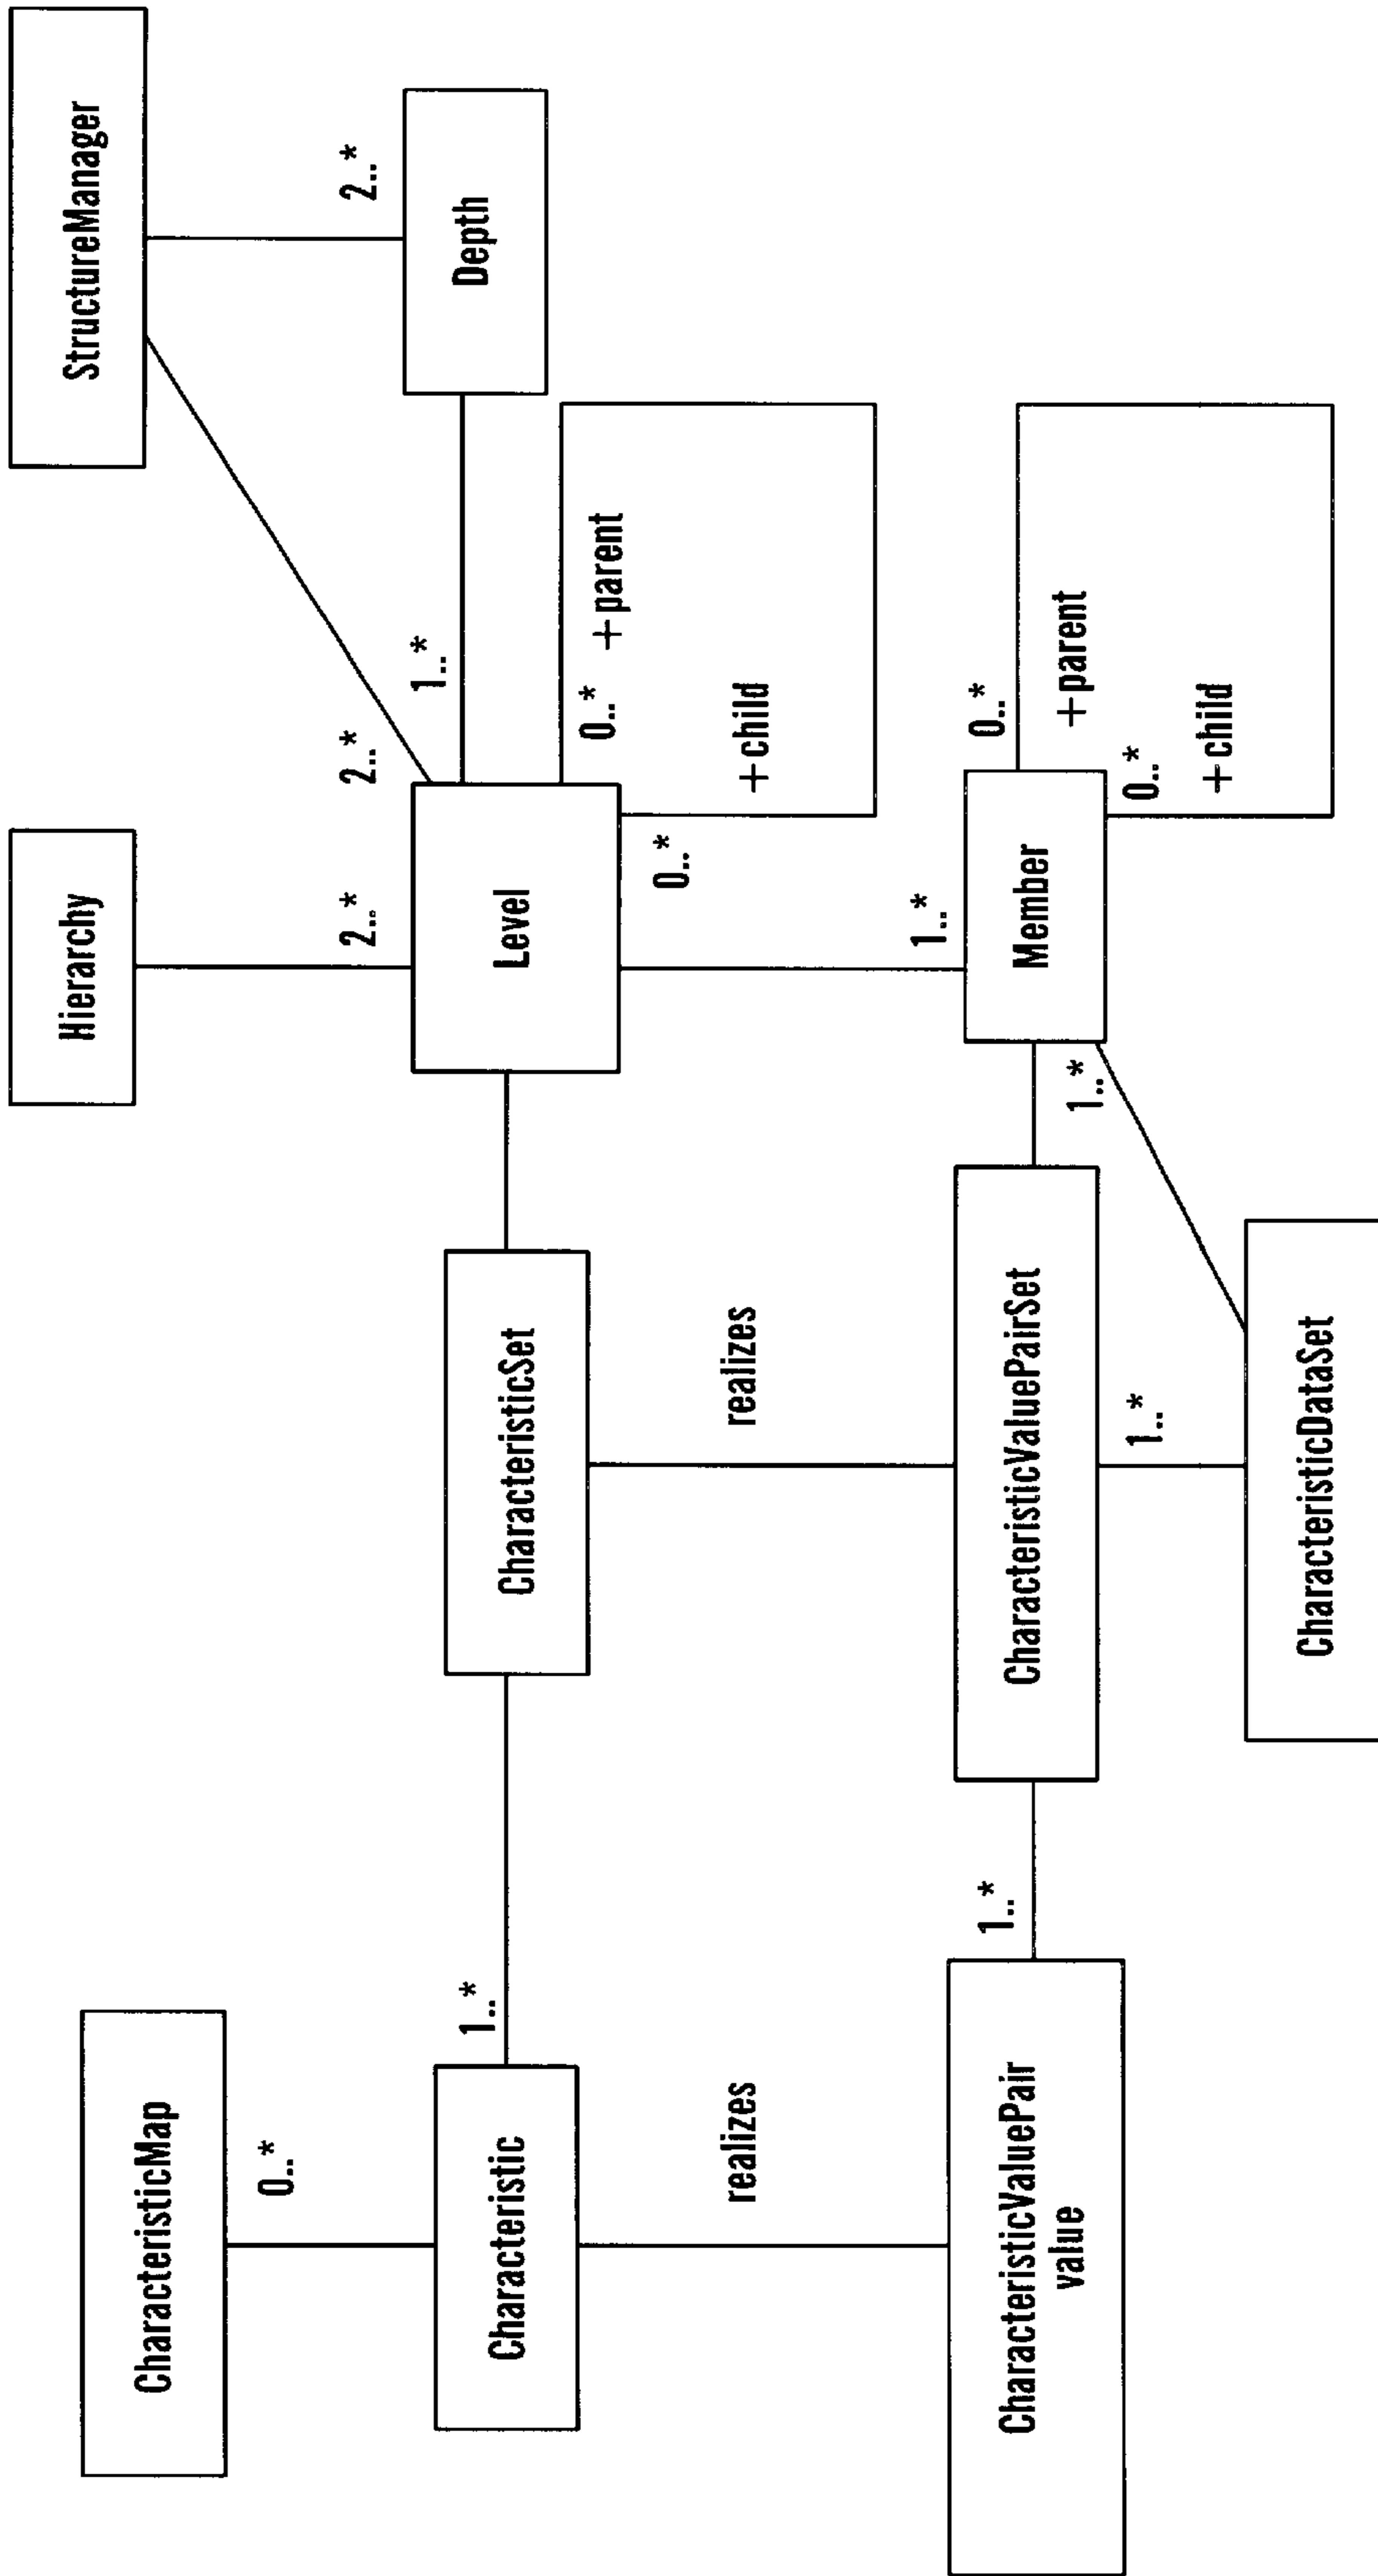 Hierarchy
StructureManager
CharacteristicMap
0..*
2..*
2..*
2..*
Depth
1..*
1..*
Characteristic
CharacteristicSet
Level
0..* +parent
0..*
+child
realizes
realizes
1..*
0..*
+parent
1..*
CharacteristicValuePair
value
CharacteristicValuePairSet
Member
1..*
0..*
+child
1..*
CharacteristicDataSet